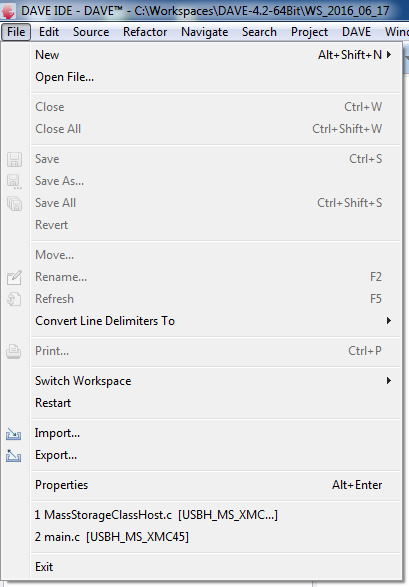 DAVE IDE - DAVE™ - C:\Workspaces\DAVE-4.2-64Bit\WS_2016_06_17
File Edit Source Refactor Navigate Search Project DAVE Wind
New Alt+Shift+N
Open File...
Close Ctrl+W
Close All Ctrl+Shift+W
Save Ctrl+S
Save As...
Save All Ctrl+Shift+S
Revert
Move...
Rename... F2
Refresh F5
Convert Line Delimiters To
Print... Ctrl+P
Switch Workspace
Restart
Import...
Export...
Properties Alt+Enter
1 MassStorageClassHost.c [USBH_MS_XMC...]
2 main.c [USBH_MS_XMC45]
Exit